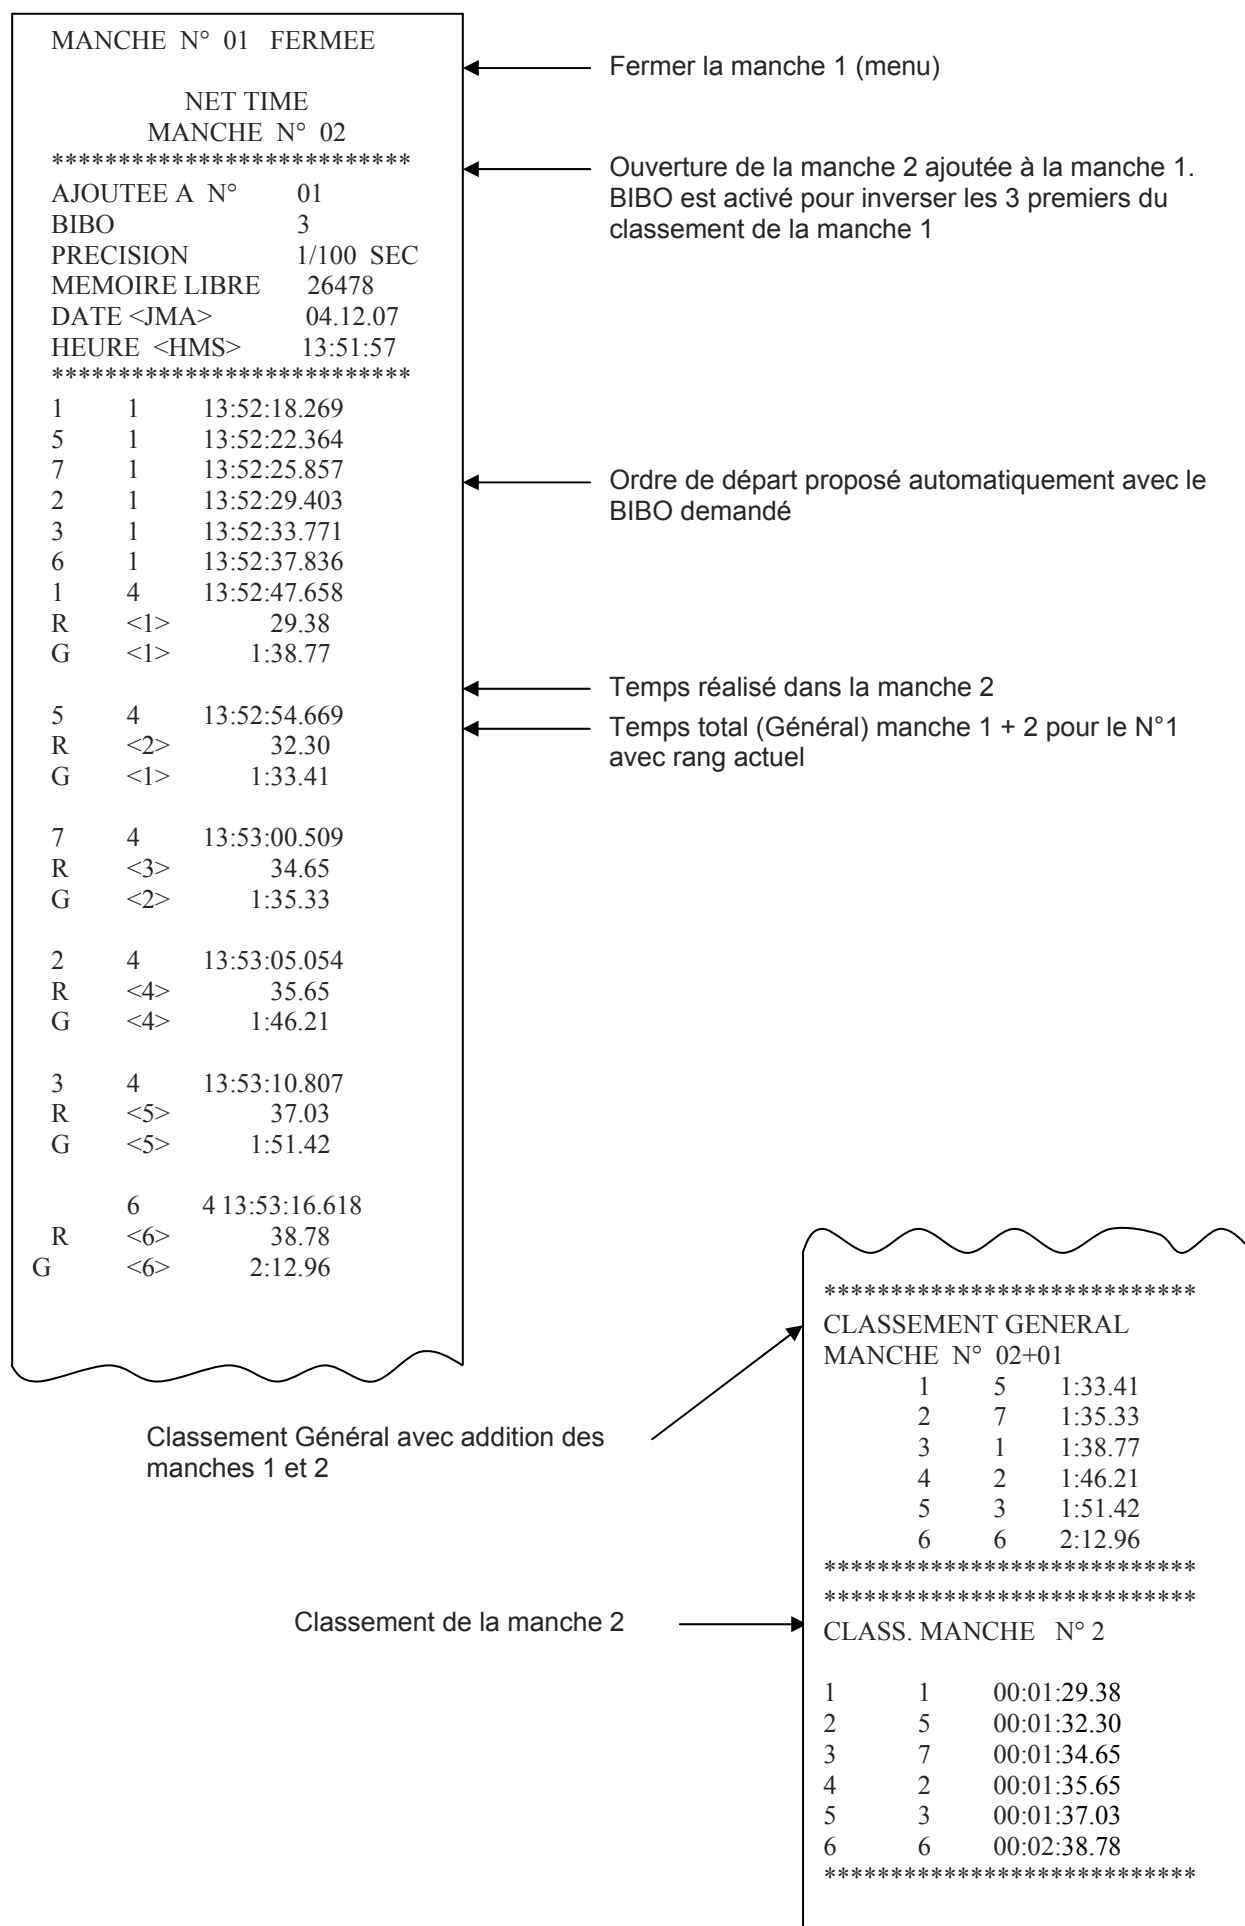 MANCHE N° 01 FERMEE
Fermer la manche 1 (menu)
NET TIME
MANCHE N° 02
***************************
Ouverture de la manche 2 ajoutée à la manche 1.
BIBO est activé pour inverser les 3 premiers du
classement de la manche 1
AJOUTEE A N° 01
BIBO 3
PRECISION 1/100 SEC
MEMOIRE LIBRE 26478
DATE <JMA> 04.12.07
HEURE <HMS> 13:51:57
***************************
1 1 13:52:18.269
5 1 13:52:22.364
7 1 13:52:25.857
2 1 13:52:29.403
3 1 13:52:33.771
6 1 13:52:37.836
1 4 13:52:47.658
R <1> 29.38
G <1> 1:38.77
Ordre de départ proposé automatiquement avec le
BIBO demandé
Temps réalisé dans la manche 2
Temps total (Général) manche 1 + 2 pour le N°1
avec rang actuel
5 4 13:52:54.669
R <2> 32.30
G <1> 1:33.41
7 4 13:53:00.509
R <3> 34.65
G <2> 1:35.33
2 4 13:53:05.054
R <4> 35.65
G <4> 1:46.21
3 4 13:53:10.807
R <5> 37.03
G <5> 1:51.42
6 4 13:53:16.618
R <6> 38.78
G <6> 2:12.96
Classement Général avec addition des
manches 1 et 2
****************************
CLASSEMENT GENERAL
MANCHE N° 02+01
1 5 1:33.41
2 7 1:35.33
3 1 1:38.77
4 2 1:46.21
5 3 1:51.42
6 6 2:12.96
****************************
****************************
Classement de la manche 2
CLASS. MANCHE N° 2
1 1 00:01:29.38
2 5 00:01:32.30
3 7 00:01:34.65
4 2 00:01:35.65
5 3 00:01:37.03
6 6 00:02:38.78
****************************